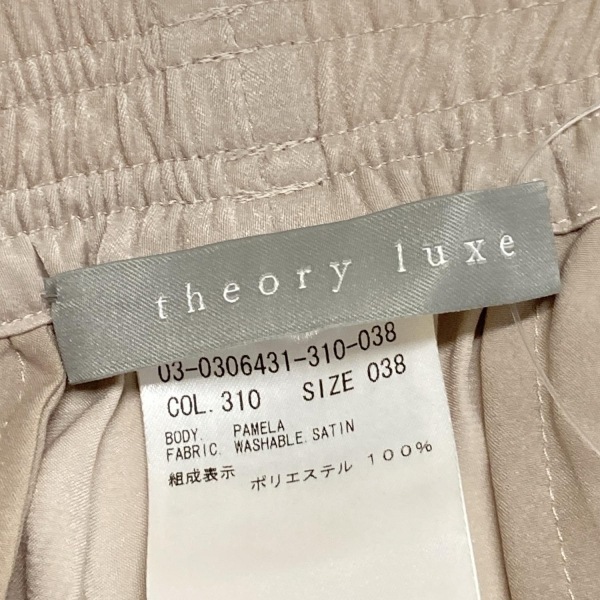 theory luxe
03-0306431-310-038
COL. 310 SIZE 038
BODY. PAMELA
FABRIC. WASHABLE.SATIN
組成表示 ポリエステル 100%